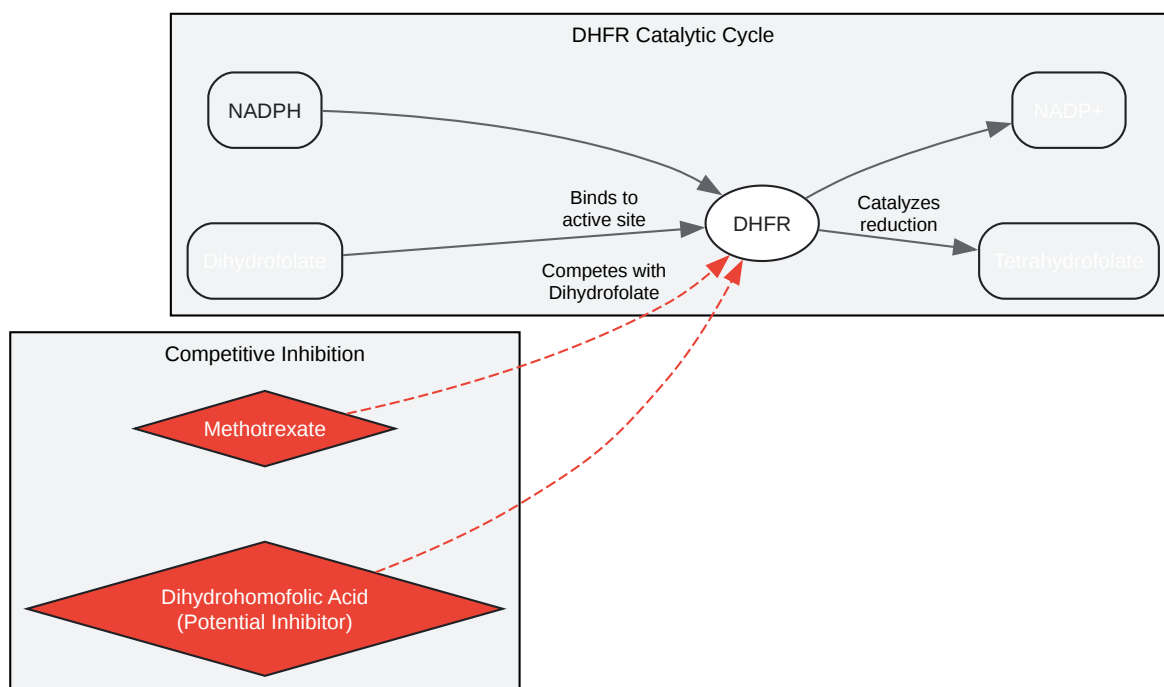 DHFR Catalytic Cycle
NADPH
NADP+
Binds to
active site
DHFR
Catalyzes
reduction
Dihydrofolate
Tetrahydrofolate
Competes with
Dihydrofolate
Competitive Inhibition
Methotrexate
Dihydrohomofolic Acid
(Potential Inhibitor)